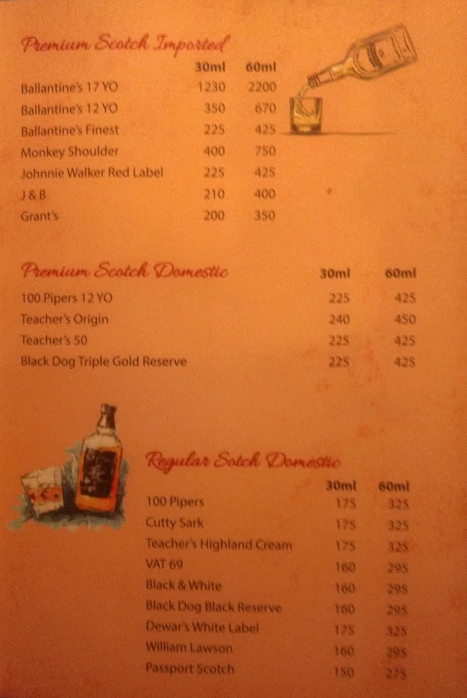 Premium Scotch Imported
30ml 60ml
Ballantine's 17 YO 1230 2200
Ballantine's 12 YO 350 670
Ballantine's Finest 225 425
Monkey Shoulder 400 750
Johnnie Walker Red Label 225 425
J & B 210 400
Grant's 200 350
Premium Scotch Domestic 30ml 60ml
100 Pipers 12 YO 225 425
Teacher's Origin 240 450
Teacher's 50 225 425
Black Dog Triple Gold Reserve 225 425
Regular Sotch Domestic
30ml 60ml
100 Pipers 175 325
Cutty Sark 175 325
Teacher's Highland Cream 175 325
VAT 69 160 295
Black & White 160 295
Black Dog Black Reserve 160 295
Dewar's White Label 175 325
William Lawson 160 295
Passport Scotch 150 275